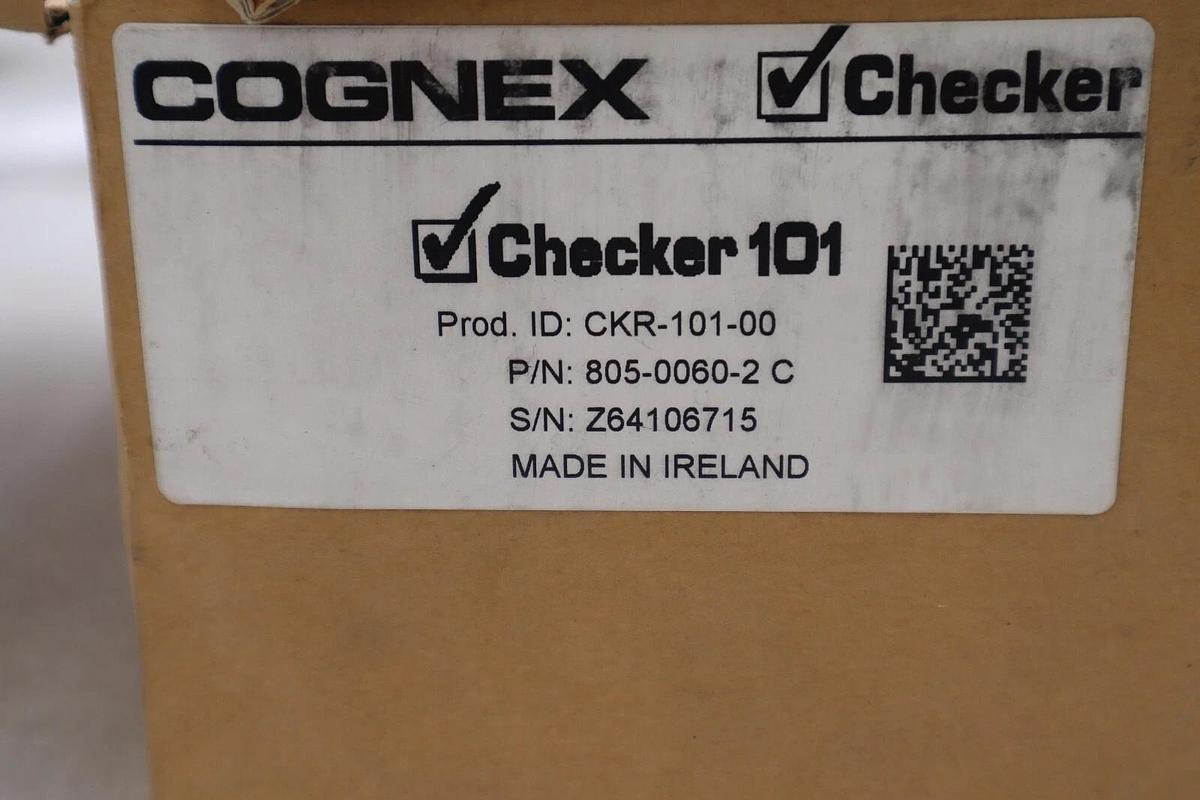 COGNEX Checker
Checker 101
Prod. ID: CKR-101-00
P/N: 805-0060-2 C
S/N: Z64106715
MADE IN IRELAND